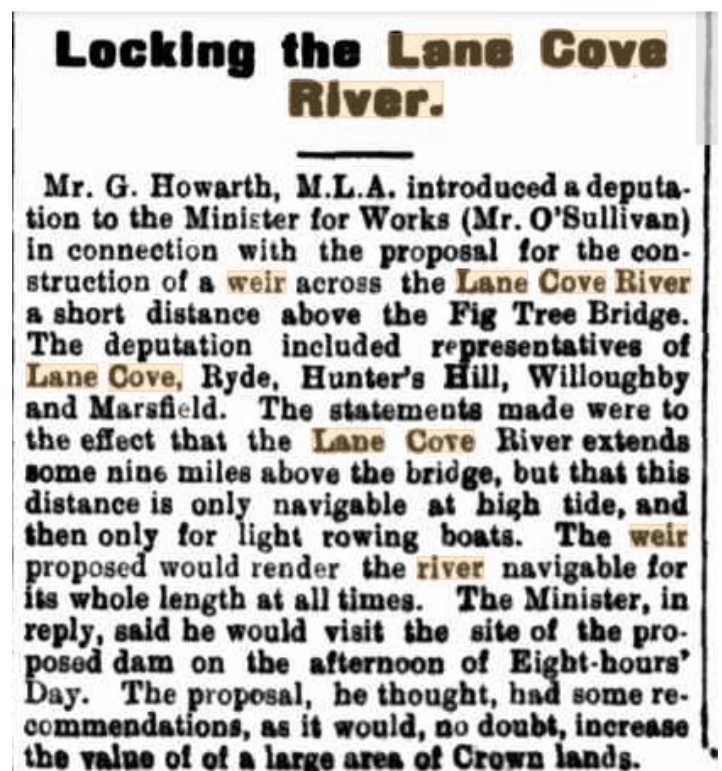 Locking the Lane Cove
River.
Mr. G. Howarth, M.L.A. introduced a deputa-
tion to the Minister for Works (Mr. O'Sullivan)
in connection with the proposal for the con-
struction of a weir across the Lane Cove River
a short distance above the Fig Tree Bridge.
The deputation included representatives of
Lane Cove, Ryde, Hunter's Hill, Willoughby
and Marsfield. The statements made were to
the effect that the Lane Cove River extends
some nine miles above the bridge, but that this
distance is only navigable at high tide, and
then only for light rowing boats. The weir
proposed would render the river navigable for
its whole length at all times. The Minister, in
reply, said he would visit the site of the pro-
posed dam on the afternoon of Eight-hours'
Day. The proposal, he thought, had some re-
commendations, as it would, no doubt, increase
the value of of a large area of Crown lands.